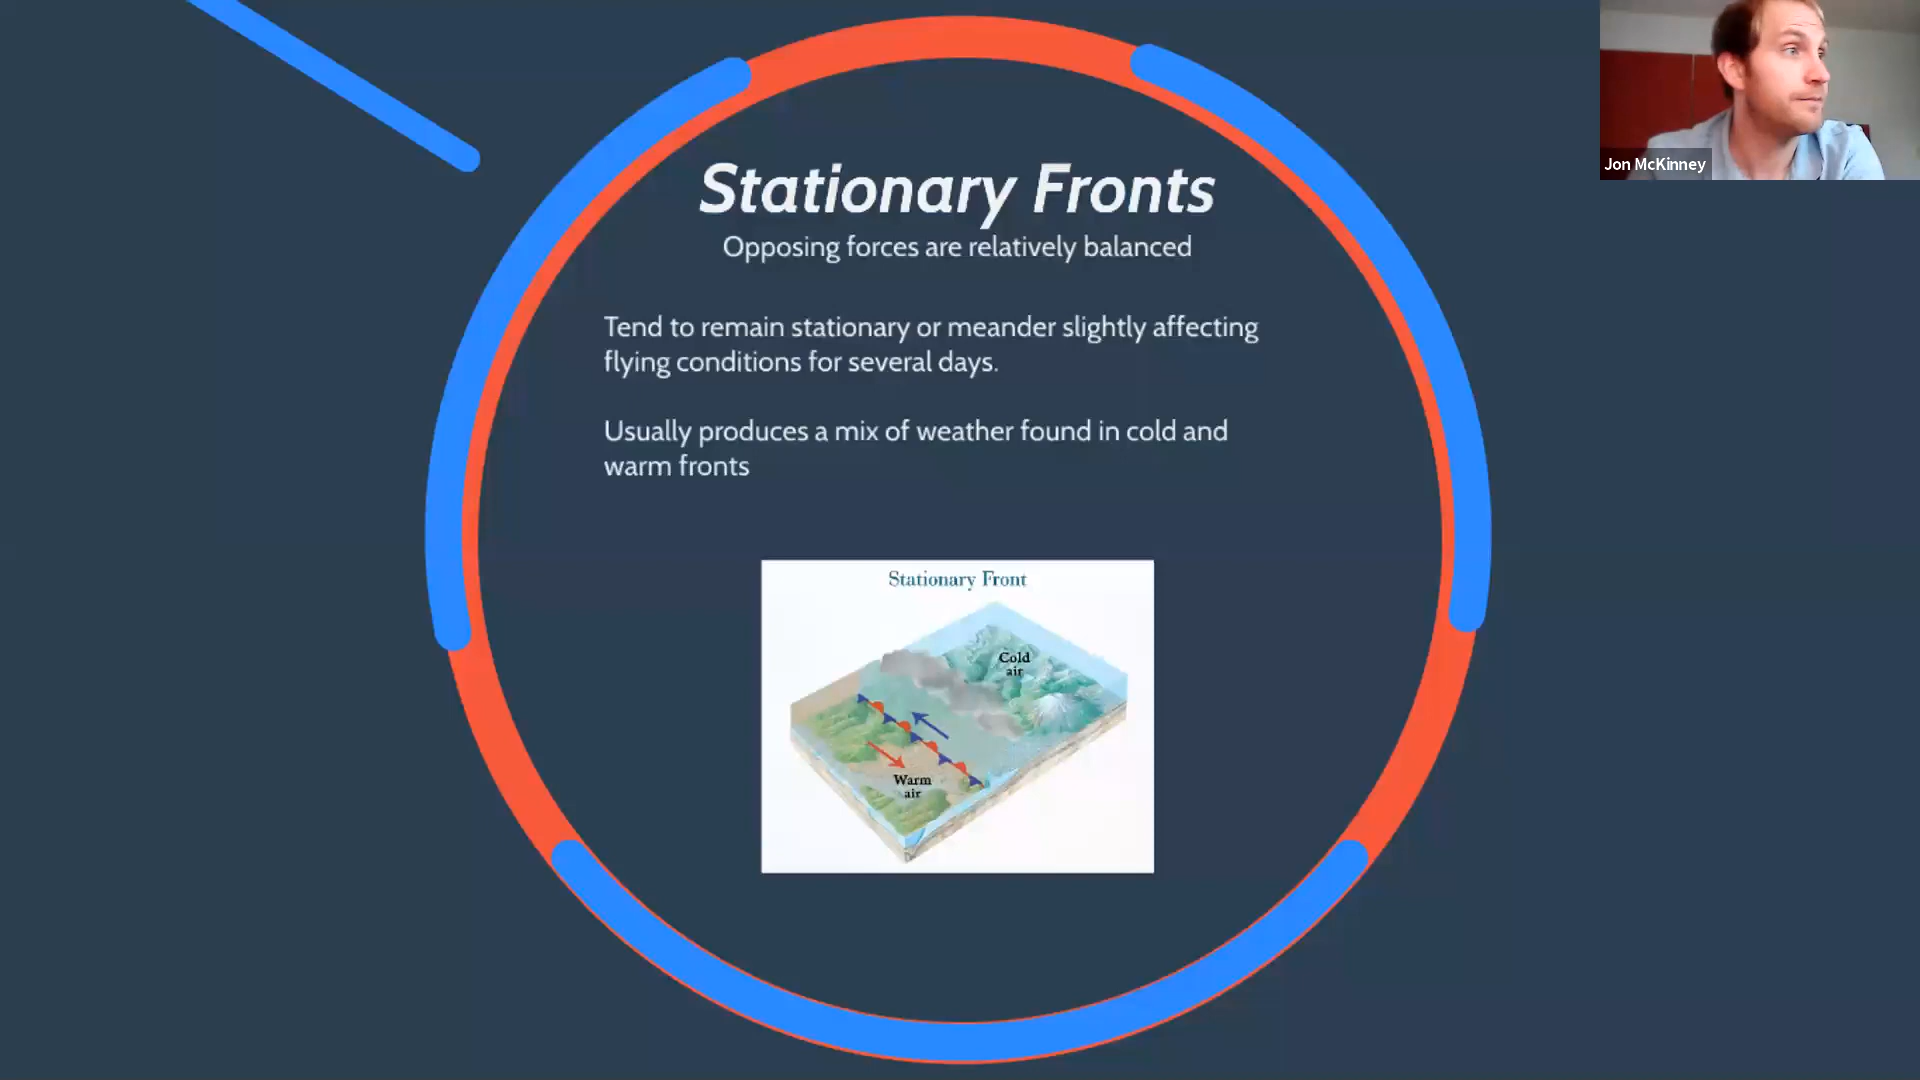 Stationary Fronts
Opposing forces are relatively balanced
Tend to remain stationary or meander slightly affecting
flying conditions for several days.
Usually produces a mix of weather found in cold and
warm fronts
Stationary Front
Cold
air
Warm
air
Jon McKinney